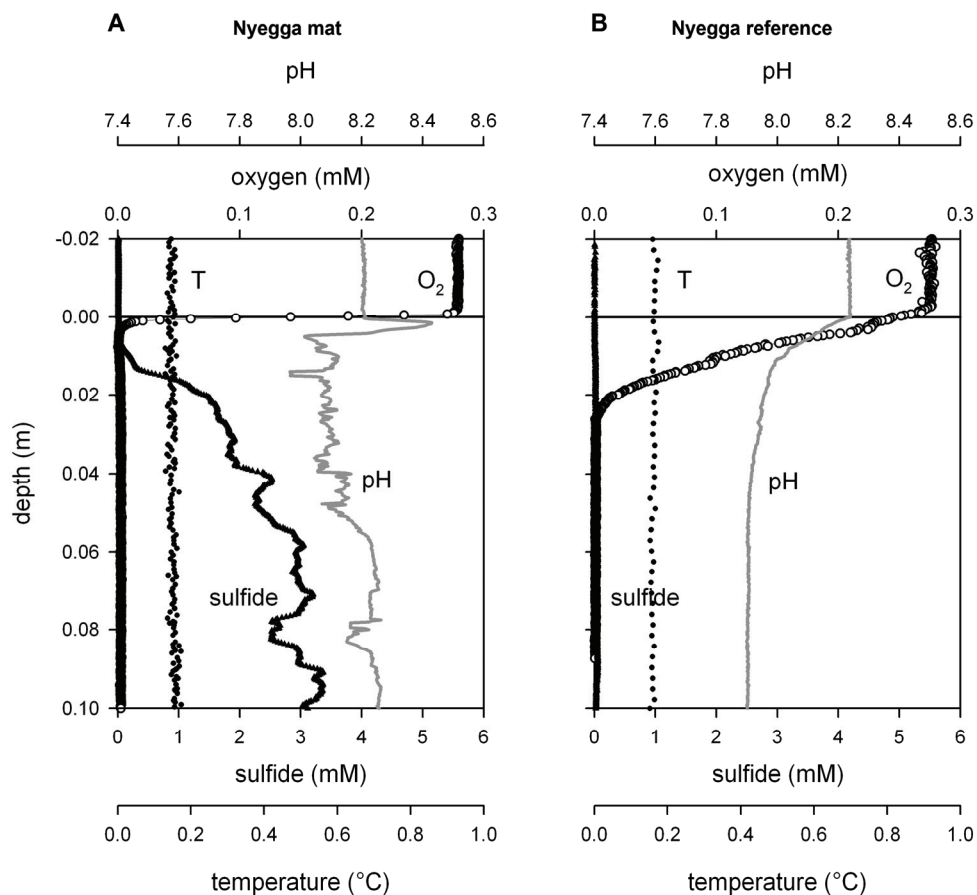 A Nyegga mat B Nyegga reference
pH pH
7.4 7.6 7.8 8.0 8.2 8.4 8.6 7.4 7.6 7.8 8.0 8.2 8.4 8.6
oxygen (mM) oxygen (mM)
0.0 0.1 0.2 0.3 0.0 0.1 0.2 0.3
-0.02
T O2 T O2
0.00
0.02
0.04
pH pH
depth (m)
0.06
sulfide sulfide
0.08
0.10
0 1 2 3 4 5 6 0 1 2 3 4 5 6
sulfide (mM) sulfide (mM)
0.0 0.2 0.4 0.6 0.8 1.0 0.0 0.2 0.4 0.6 0.8 1.0
temperature (°C) temperature (°C)